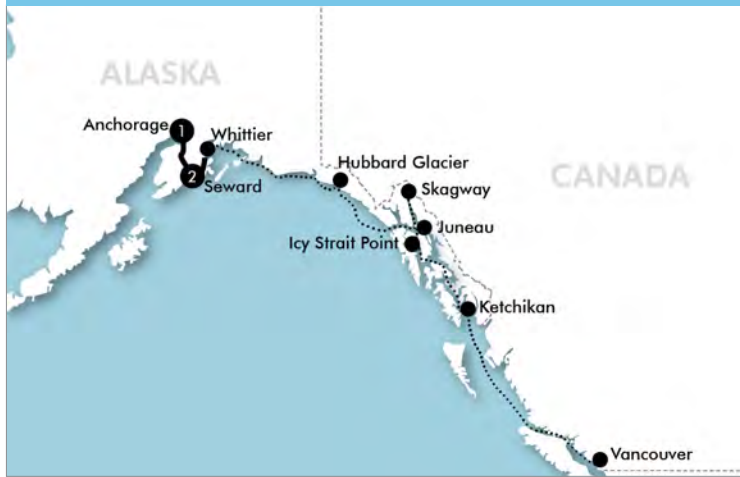 ALASKA
CANADA
Anchorage
1
Whittier
2
Seward
Hubbard Glacier
Skagway
Juneau
Icy Strait Point
Ketchikan
Vancouver